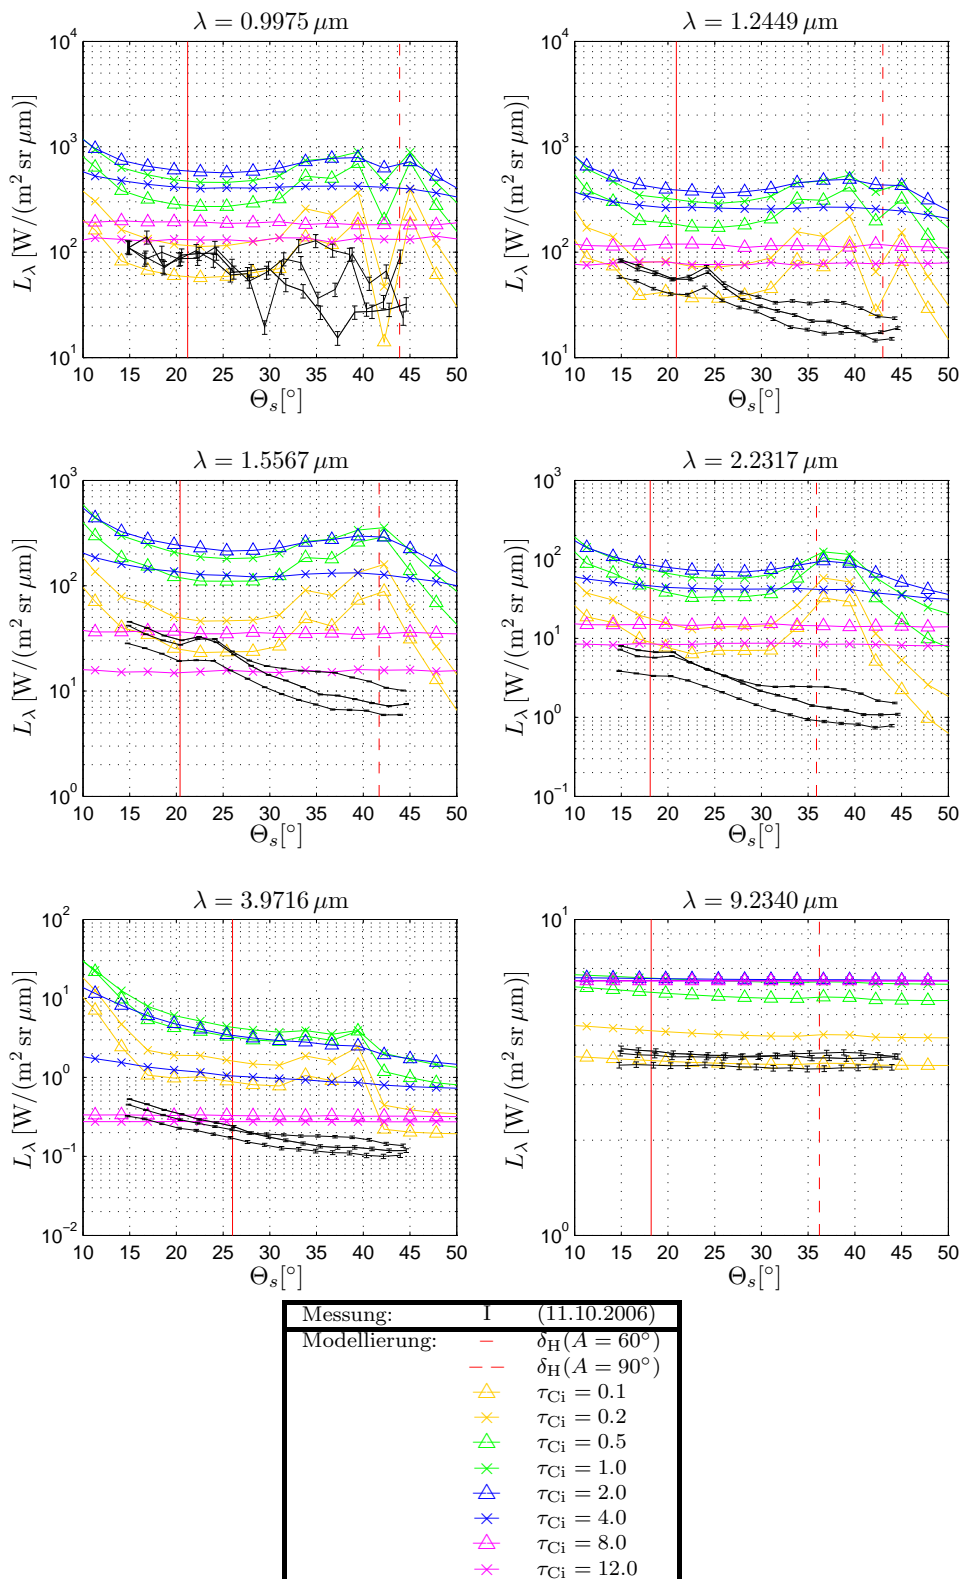 λ = 0.9975 μm
10⁴
10³
10²
10¹
L_λ [W/(m² sr μm)]
10 15 20 25 30 35 40 45 50
Θ_s[°]
λ = 1.2449 μm
10⁴
10³
10²
10¹
L_λ [W/(m² sr μm)]
10 15 20 25 30 35 40 45 50
Θ_s[°]
λ = 1.5567 μm
10³
10²
10¹
10⁰
L_λ [W/(m² sr μm)]
10 15 20 25 30 35 40 45 50
Θ_s[°]
λ = 2.2317 μm
10³
10²
10¹
10⁰
10⁻¹
L_λ [W/(m² sr μm)]
10 15 20 25 30 35 40 45 50
Θ_s[°]
λ = 3.9716 μm
10²
10¹
10⁰
10⁻¹
10⁻²
L_λ [W/(m² sr μm)]
10 15 20 25 30 35 40 45 50
Θ_s[°]
λ = 9.2340 μm
10¹
10⁰
L_λ [W/(m² sr μm)]
10 15 20 25 30 35 40 45 50
Θ_s[°]
Messung: I (11.10.2006)
Modellierung: δ_H(A = 60°)
δ_H(A = 90°)
τ_Ci = 0.1
τ_Ci = 0.2
τ_Ci = 0.5
τ_Ci = 1.0
τ_Ci = 2.0
τ_Ci = 4.0
τ_Ci = 8.0
τ_Ci = 12.0